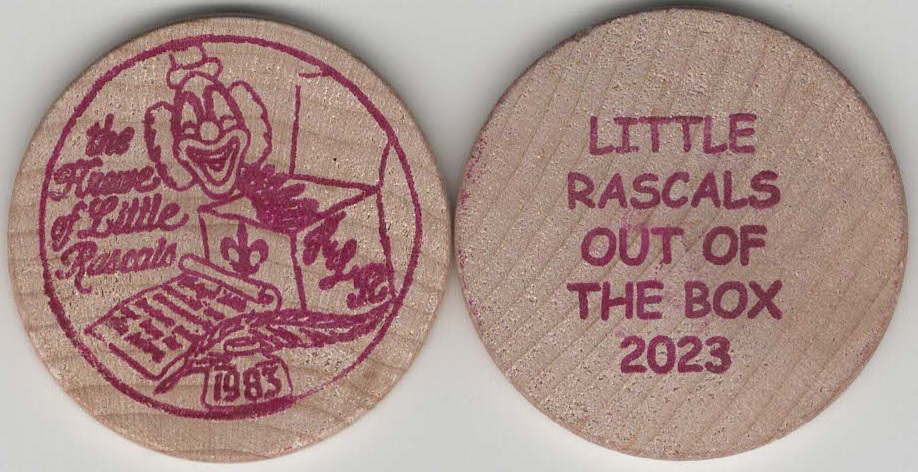 the
Krewe
of Little
Rascals
1983
LITTLE
RASCALS
OUT OF
THE BOX
2023